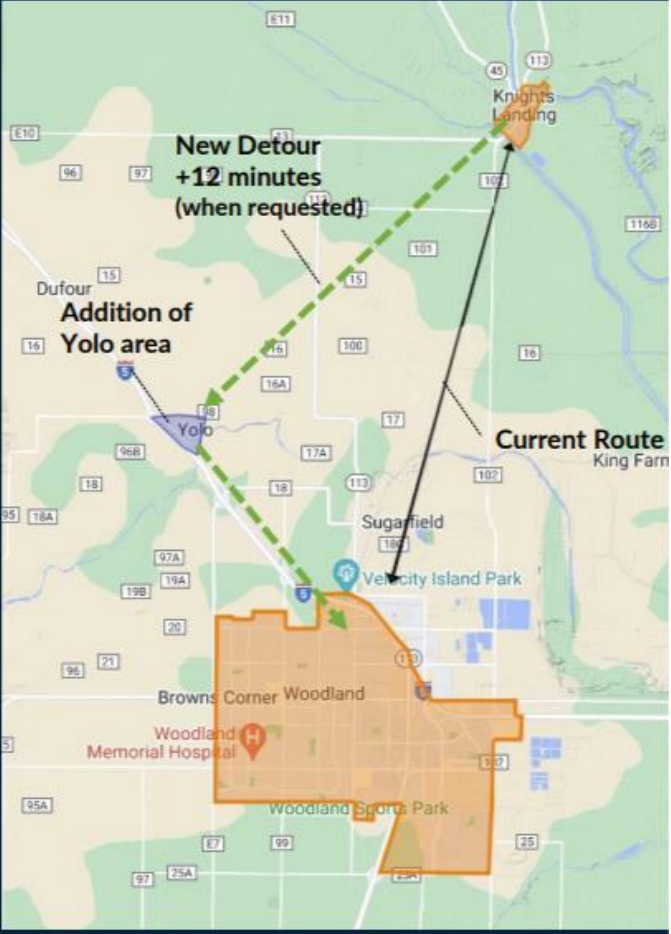 E11
45
113
Knights
Landing
E10
13
New Detour
+12 minutes
(when requested)
96
97
102
116B
101
15
15
Dufour
Addition of
Yolo area
16
16
100
16
5
16A
98
Yolo
17
Current Route
King Farm
96B
17A
102
18
18
113
95
18A
Sugarfield
97A
19A
Velocity Island Park
19B
5
20
113
96
21
Browns Corner
Woodland
Woodland
Memorial Hospital
H
5
102
95A
Woodland Sports Park
E7
99
25
97
25A
25A